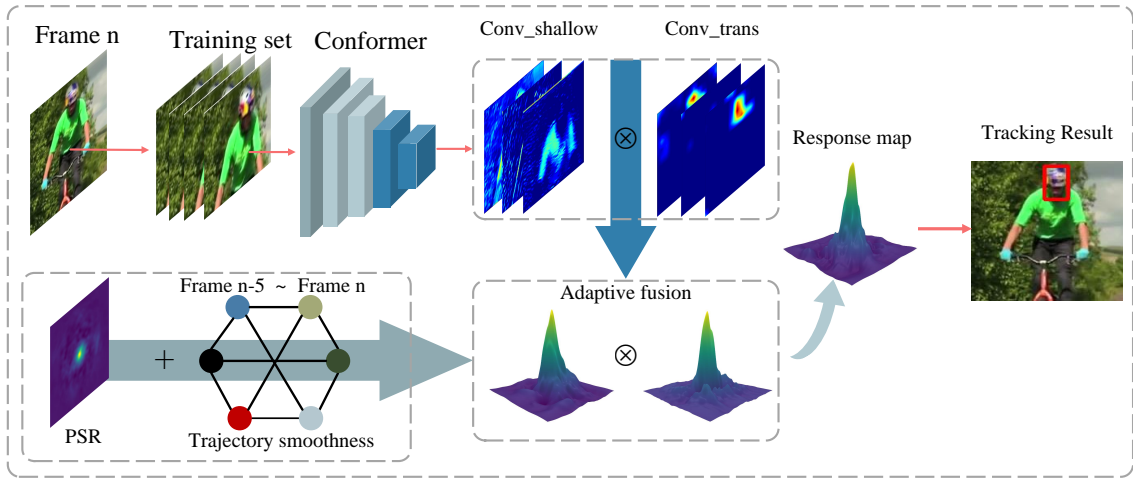 Frame n
Training set
Conformer
Conv_shallow
Conv_trans
Response map
Tracking Result
Frame n-5 ~ Frame n
Adaptive fusion
PSR
Trajectory smoothness